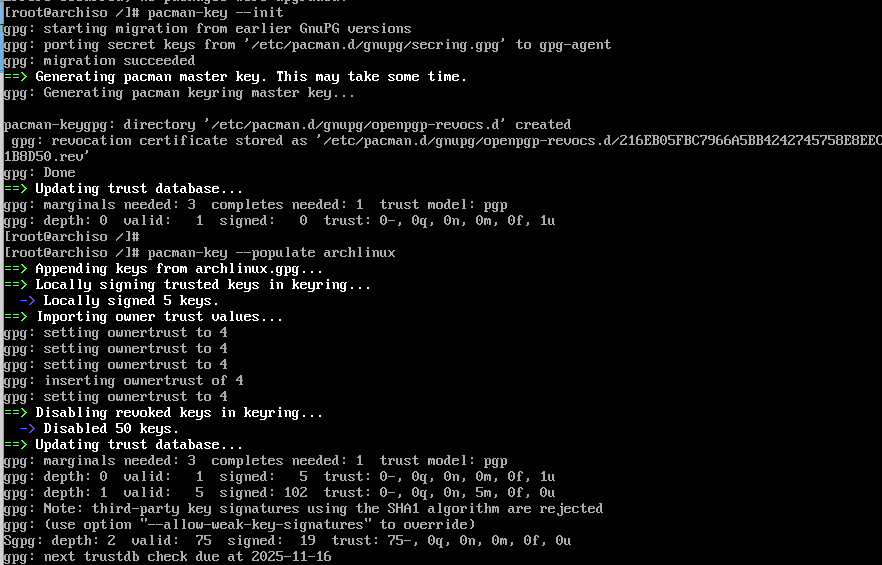 [root@archiso /]# pacman-key --init
gpg: starting migration from earlier GnuPG versions
gpg: porting secret keys from '/etc/pacman.d/gnupg/secring.gpg' to gpg-agent
gpg: migration succeeded
==> Generating pacman master key. This may take some time.
gpg: Generating pacman keyring master key...
pacman-keygpg: directory '/etc/pacman.d/gnupg/openpgp-revocs.d' created
 gpg: revocation certificate stored as '/etc/pacman.d/gnupg/openpgp-revocs.d/216EB05FBC7966A5BB4242745758E8EEC
1B8D50.rev'
gpg: Done
==> Updating trust database...
gpg: marginals needed: 3  completes needed: 1  trust model: pgp
gpg: depth: 0  valid:   1  signed:   0  trust: 0-, 0q, 0n, 0m, 0f, 1u
[root@archiso /]#
[root@archiso /]# pacman-key --populate archlinux
==> Appending keys from archlinux.gpg...
==> Locally signing trusted keys in keyring...
  -> Locally signed 5 keys.
==> Importing owner trust values...
gpg: setting ownertrust to 4
gpg: setting ownertrust to 4
gpg: setting ownertrust to 4
gpg: inserting ownertrust of 4
gpg: setting ownertrust to 4
==> Disabling revoked keys in keyring...
  -> Disabled 50 keys.
==> Updating trust database...
gpg: marginals needed: 3  completes needed: 1  trust model: pgp
gpg: depth: 0  valid:   1  signed:   5  trust: 0-, 0q, 0n, 0m, 0f, 1u
gpg: depth: 1  valid:   5  signed: 102  trust: 0-, 0q, 0n, 5m, 0f, 0u
gpg: Note: third-party key signatures using the SHA1 algorithm are rejected
gpg: (use option "--allow-weak-key-signatures" to override)
Sgpg: depth: 2  valid:  75  signed:  19  trust: 75-, 0q, 0n, 0m, 0f, 0u
gpg: next trustdb check due at 2025-11-16